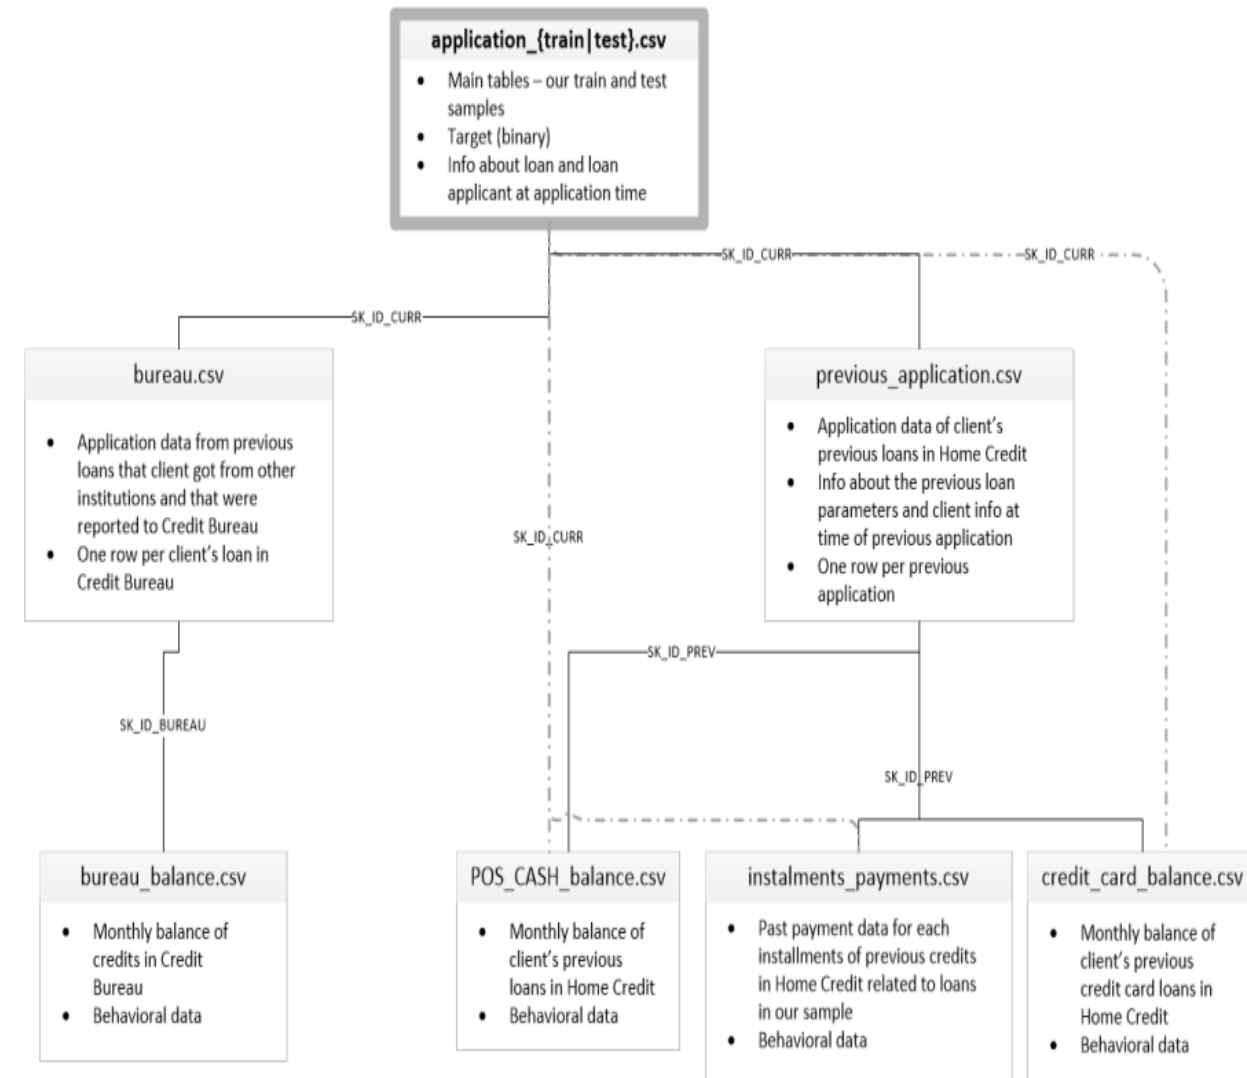 application_{train|test}.csv
• Main tables – our train and test
samples
• Target (binary)
• Info about loan and loan
applicant at application time
SK_ID_CURR
SK_ID_CURR
SK_ID_CURR
bureau.csv
• Application data from previous
loans that client got from other
institutions and that were
reported to Credit Bureau
• One row per client's loan in
Credit Bureau
previous_application.csv
• Application data of client's
previous loans in Home Credit
• Info about the previous loan
parameters and client info at
time of previous application
• One row per previous
application
SK_ID_CURR
SK_ID_PREV
SK_ID_BUREAU
SK_ID_PREV
bureau_balance.csv
• Monthly balance of
credits in Credit
Bureau
• Behavioral data
POS_CASH_balance.csv
• Monthly balance of
client's previous
loans in Home Credit
• Behavioral data
instalments_payments.csv
• Past payment data for each
installments of previous credits
in Home Credit related to loans
in our sample
• Behavioral data
credit_card_balance.csv
• Monthly balance of
client's previous
credit card loans in
Home Credit
• Behavioral data